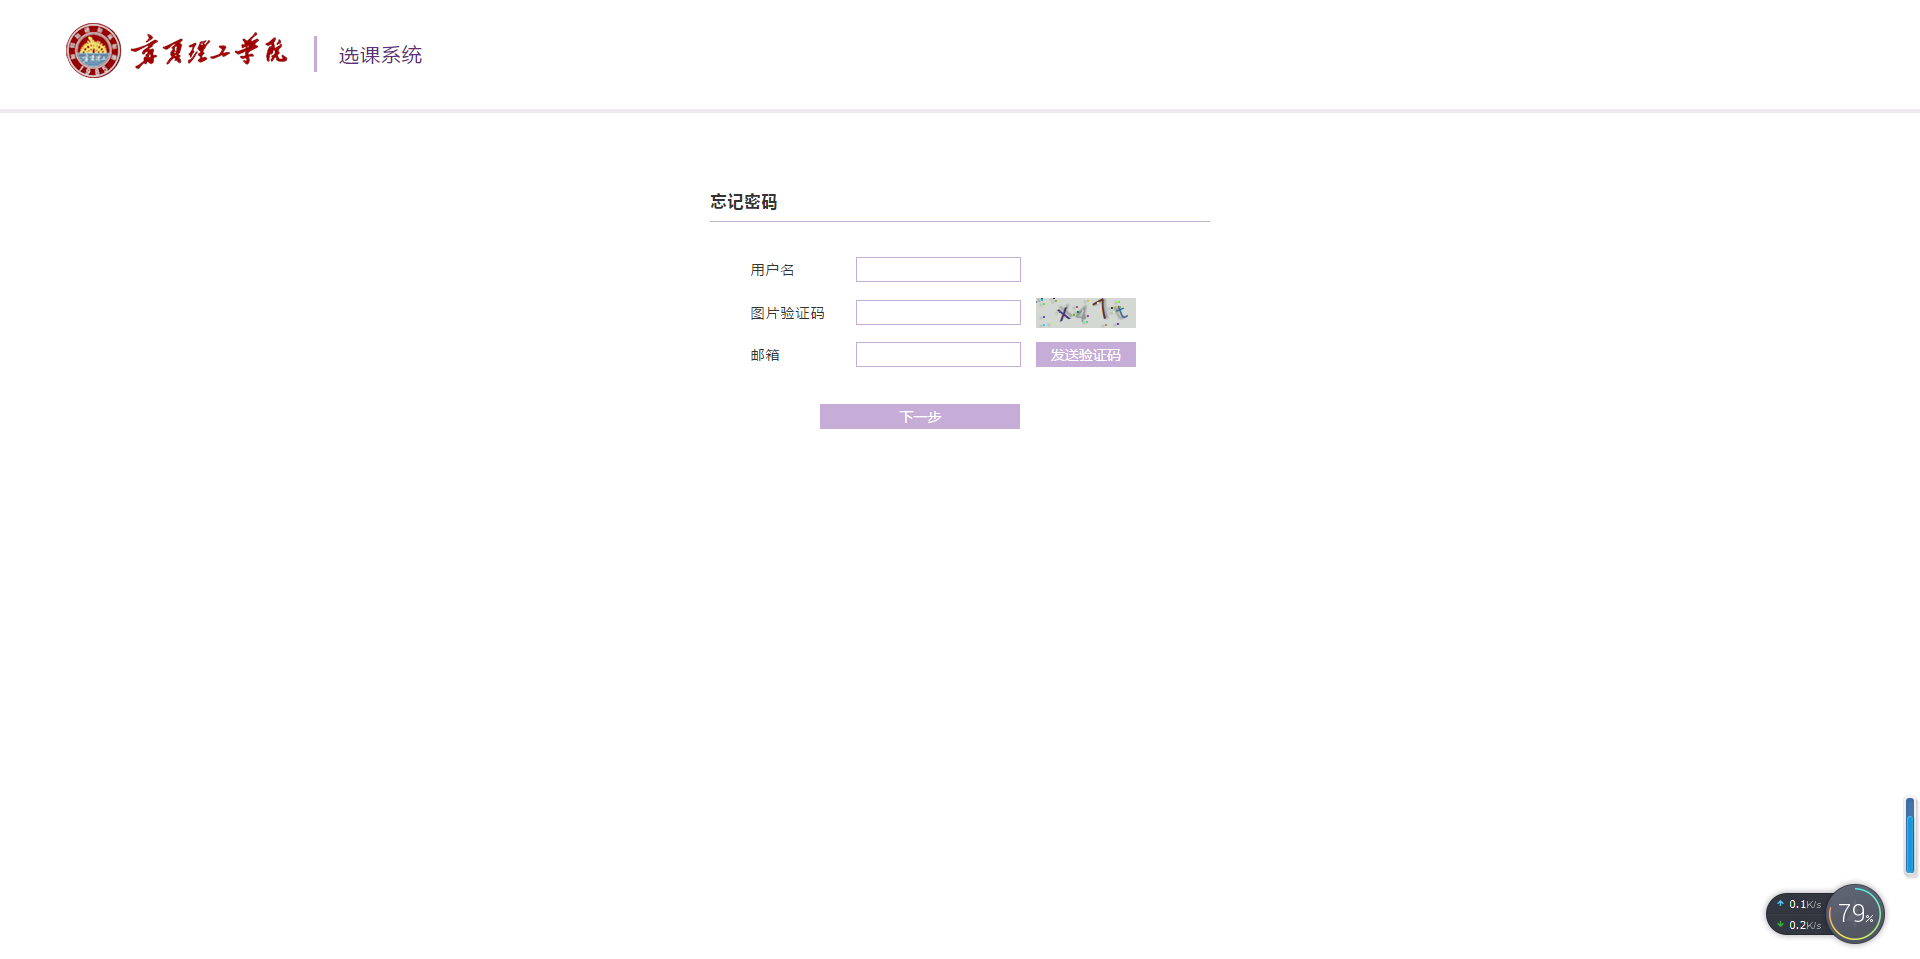 宁夏理工学院
选课系统
忘记密码
用户名
图片验证码
x47t
邮箱
发送验证码
下一步
0.1K/s
0.2K/s
79%